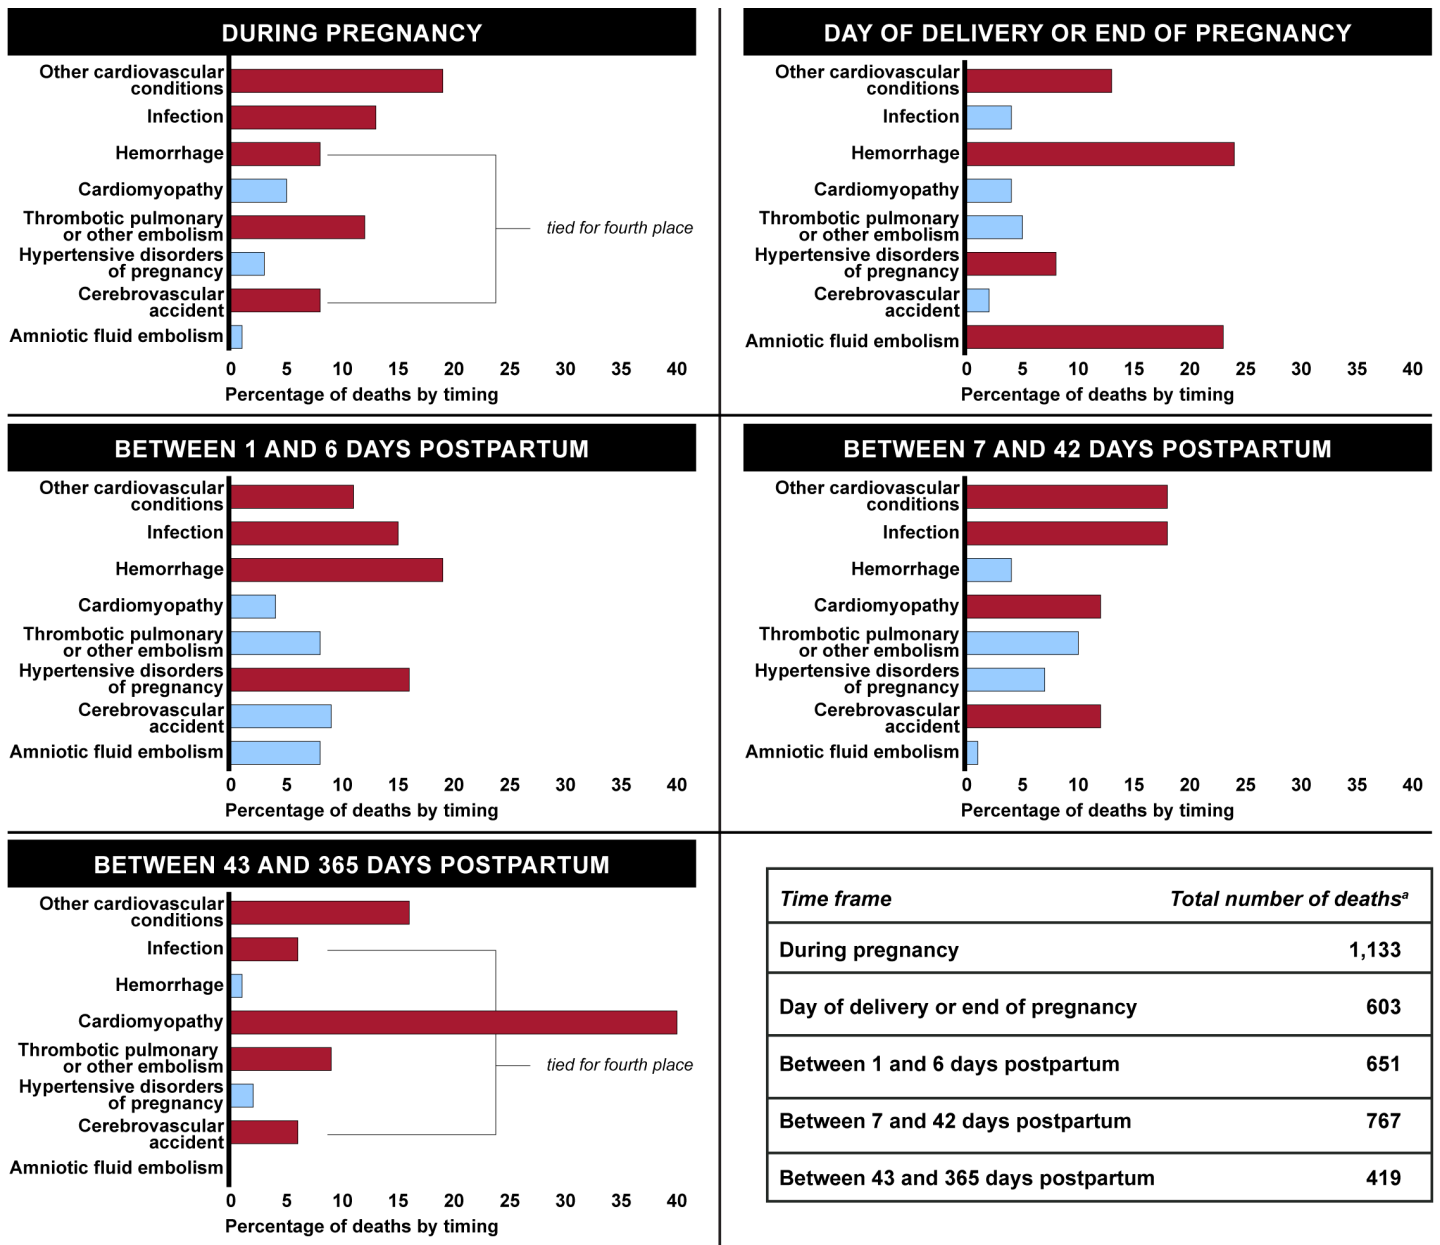 DURING PREGNANCY
Other cardiovascular
conditions
Infection
Hemorrhage
Cardiomyopathy
Thrombotic pulmonary
or other embolism
Hypertensive disorders
of pregnancy
Cerebrovascular
accident
Amniotic fluid embolism
tied for fourth place
0 5 10 15 20 25 30 35 40
Percentage of deaths by timing
DAY OF DELIVERY OR END OF PREGNANCY
Other cardiovascular
conditions
Infection
Hemorrhage
Cardiomyopathy
Thrombotic pulmonary
or other embolism
Hypertensive disorders
of pregnancy
Cerebrovascular
accident
Amniotic fluid embolism
0 5 10 15 20 25 30 35 40
Percentage of deaths by timing
BETWEEN 1 AND 6 DAYS POSTPARTUM
Other cardiovascular
conditions
Infection
Hemorrhage
Cardiomyopathy
Thrombotic pulmonary
or other embolism
Hypertensive disorders
of pregnancy
Cerebrovascular
accident
Amniotic fluid embolism
0 5 10 15 20 25 30 35 40
Percentage of deaths by timing
BETWEEN 7 AND 42 DAYS POSTPARTUM
Other cardiovascular
conditions
Infection
Hemorrhage
Cardiomyopathy
Thrombotic pulmonary
or other embolism
Hypertensive disorders
of pregnancy
Cerebrovascular
accident
Amniotic fluid embolism
0 5 10 15 20 25 30 35 40
Percentage of deaths by timing
BETWEEN 43 AND 365 DAYS POSTPARTUM
Other cardiovascular
conditions
Infection
Hemorrhage
Cardiomyopathy
Thrombotic pulmonary
or other embolism
Hypertensive disorders
of pregnancy
Cerebrovascular
accident
Amniotic fluid embolism
tied for fourth place
0 5 10 15 20 25 30 35 40
Percentage of deaths by timing
Time frame Total number of deathsᵃ
During pregnancy 1,133
Day of delivery or end of pregnancy 603
Between 1 and 6 days postpartum 651
Between 7 and 42 days postpartum 767
Between 43 and 365 days postpartum 419